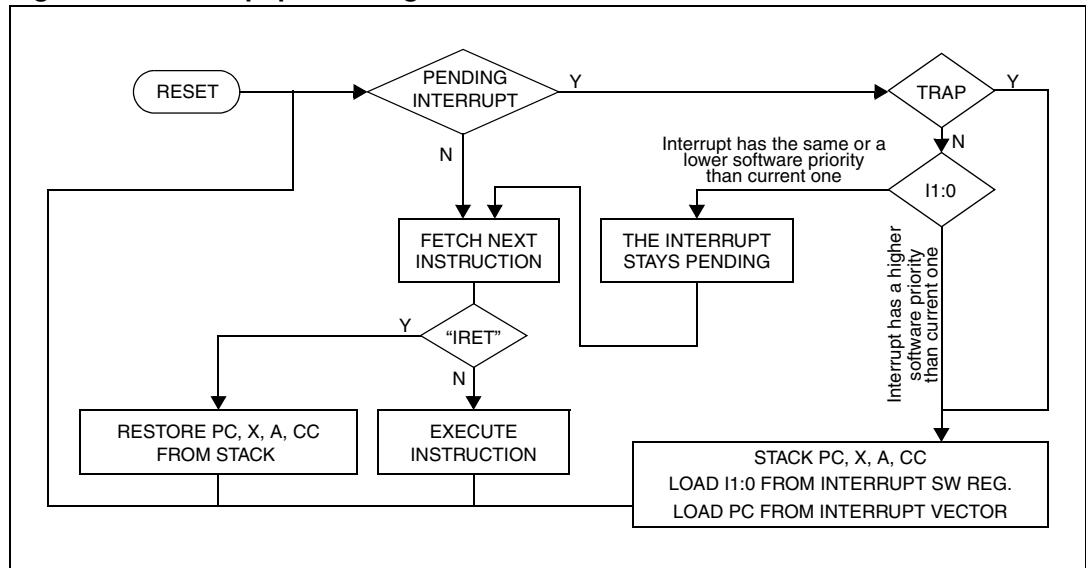 PENDING
INTERRUPT
Y
RESET
TRAP
Y
N
N
Interrupt has the same or a
lower software priority
than current one
I1:0
FETCH NEXT
INSTRUCTION
THE INTERRUPT
STAYS PENDING
Interrupt has a higher
software priority
than current one
Y
“IRET”
N
RESTORE PC, X, A, CC
FROM STACK
EXECUTE
INSTRUCTION
STACK PC, X, A, CC
LOAD I1:0 FROM INTERRUPT SW REG.
LOAD PC FROM INTERRUPT VECTOR